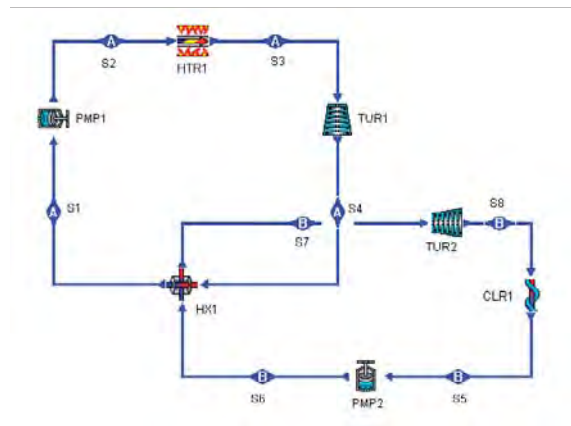 A
S2
HTR1
A
S3
PMP1
TUR1
A
S1
B
S7
A
S4
TUR2
B
S8
HX1
CLR1
B
S6
PMP2
B
S5